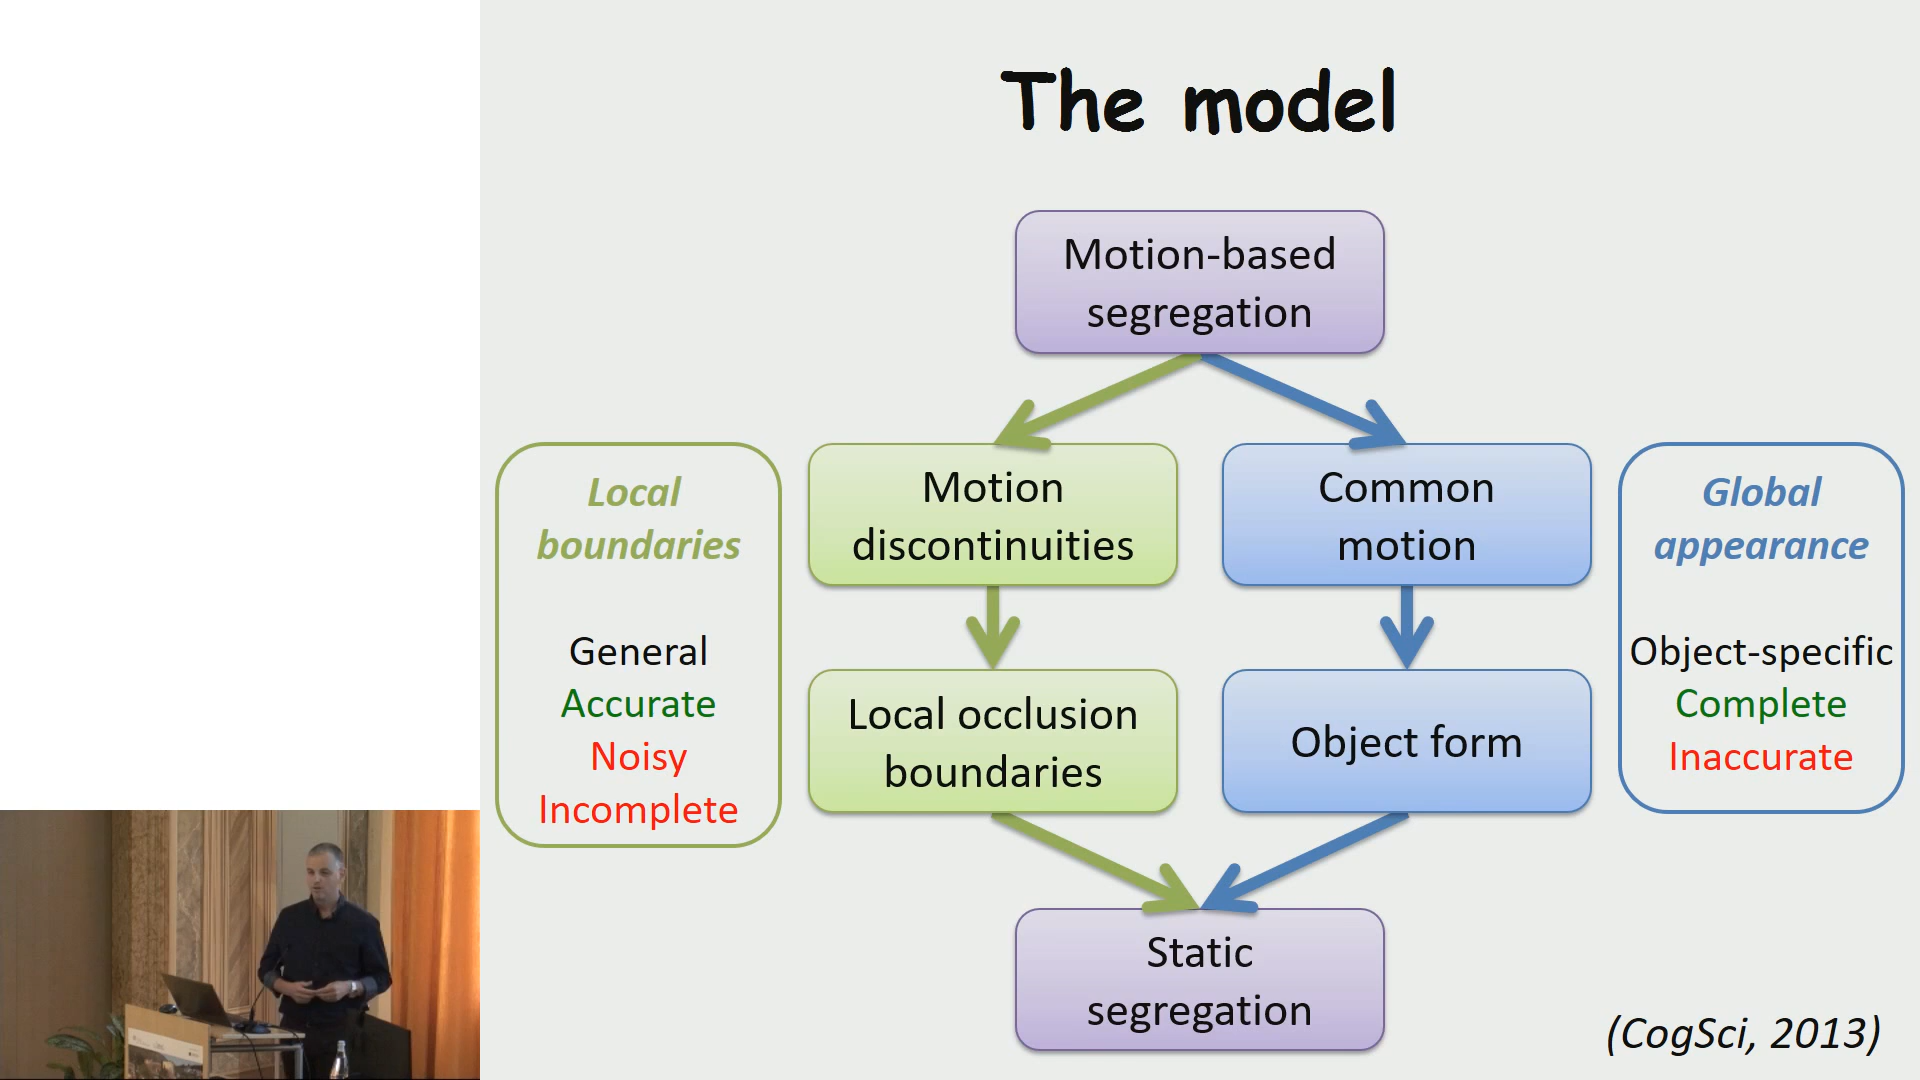 The model
Motion-based
segregation
Local
boundaries
General
Accurate
Noisy
Incomplete
Motion
discontinuities
Common
motion
Global
appearance
Object-specific
Complete
Inaccurate
Local occlusion
boundaries
Object form
Static
segregation
(CogSci, 2013)